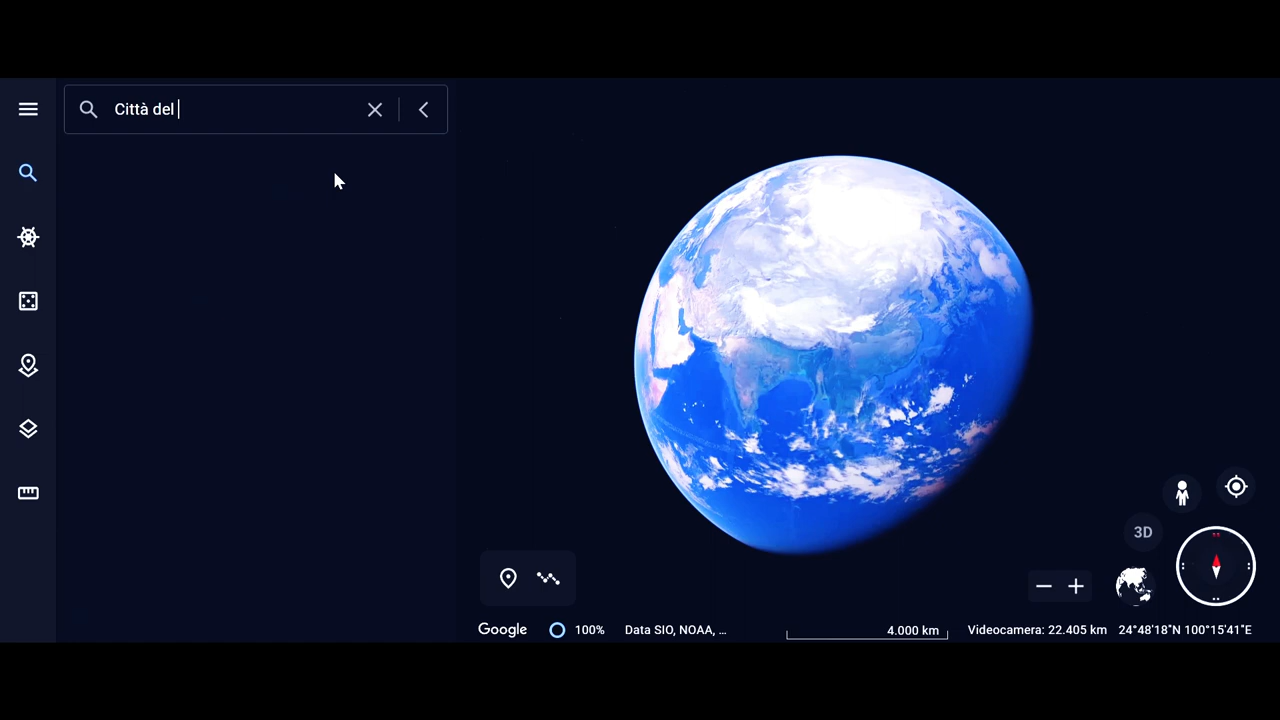 Città del
3D
Google
100%
Data SIO, NOAA, ...
4.000 km
Videocamera: 22.405 km
24°48'18"N 100°15'41"E